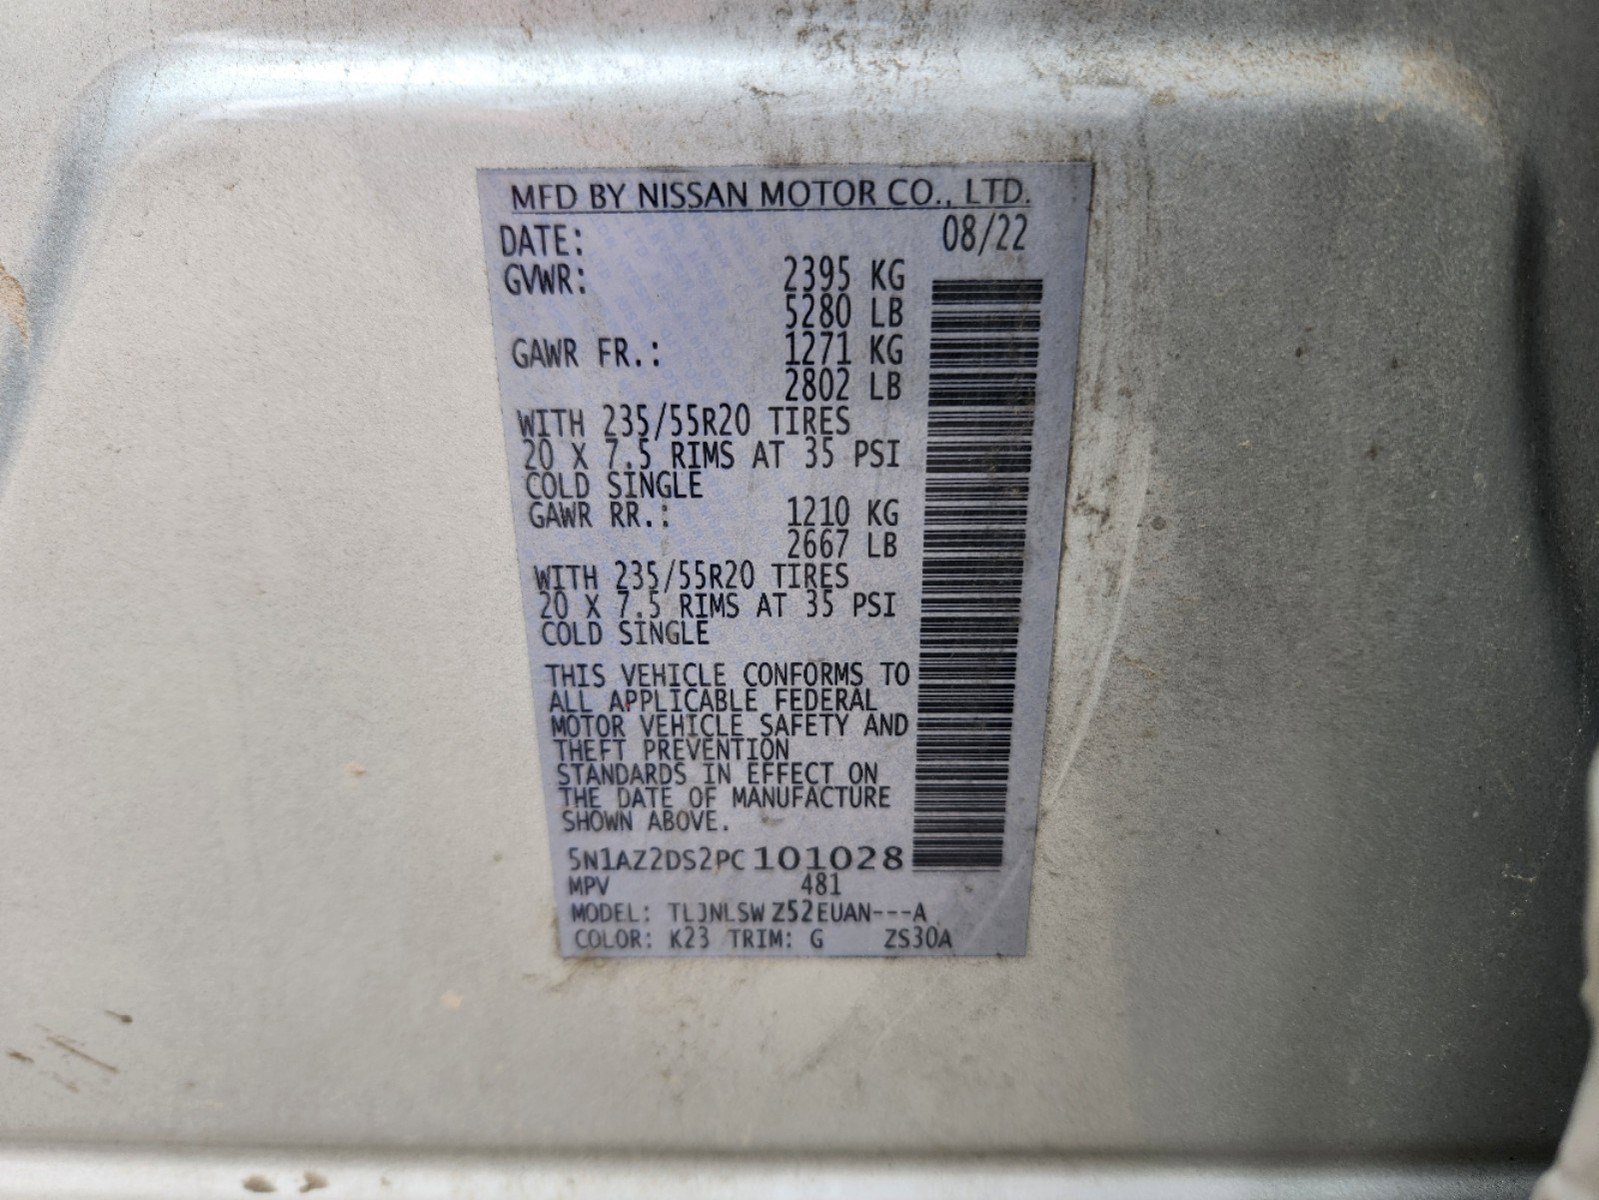 MFD BY NISSAN MOTOR CO., LTD.
DATE: 08/22
GVWR: 2395 KG
5280 LB
GAWR FR.: 1271 KG
2802 LB
WITH 235/55R20 TIRES
20 X 7.5 RIMS AT 35 PSI
COLD SINGLE
GAWR RR.: 1210 KG
2667 LB
WITH 235/55R20 TIRES
20 X 7.5 RIMS AT 35 PSI
COLD SINGLE
THIS VEHICLE CONFORMS TO
ALL APPLICABLE FEDERAL
MOTOR VEHICLE SAFETY AND
THEFT PREVENTION
STANDARDS IN EFFECT ON
THE DATE OF MANUFACTURE
SHOWN ABOVE.
5N1AZ2DS2PC101028
MPV 481
MODEL: TLJNLSWZ52EUAN---A
COLOR: K23 TRIM: G ZS30A